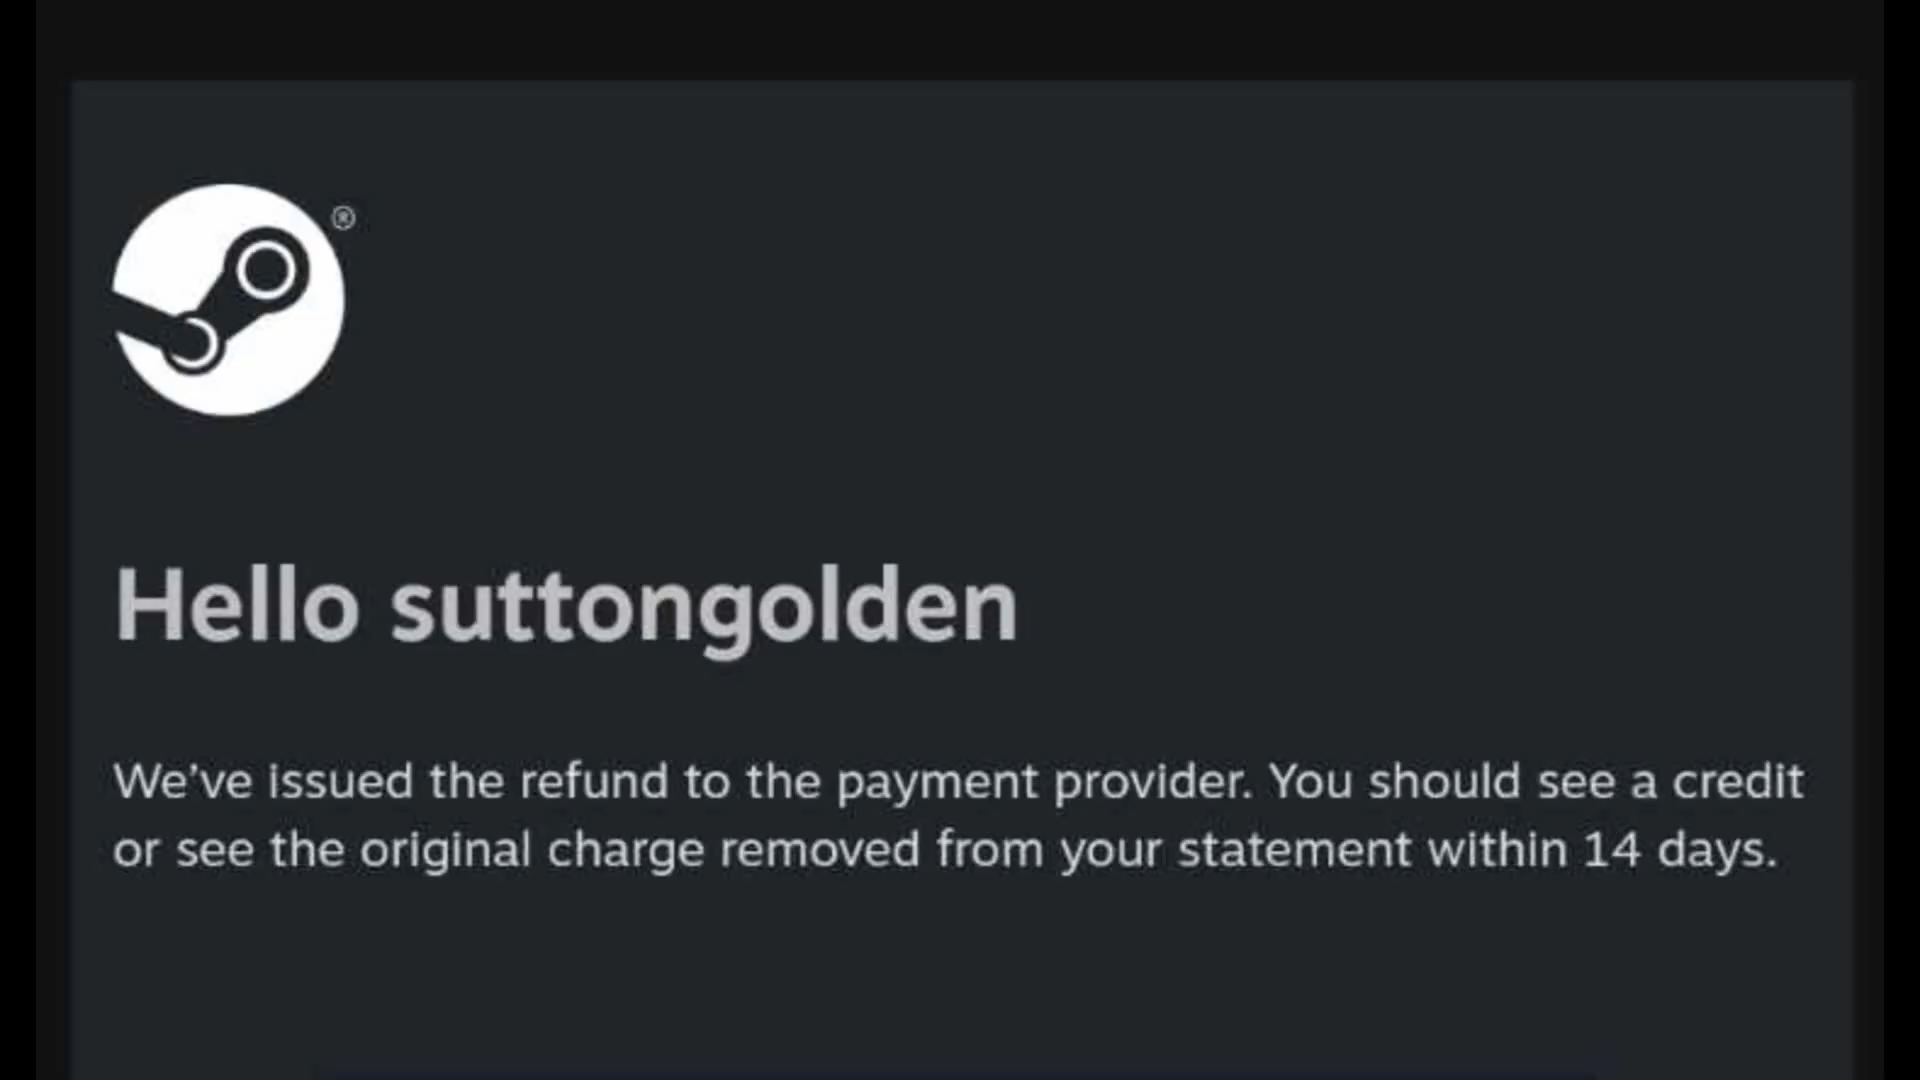 ®
Hello suttongolden
We've issued the refund to the payment provider. You should see a credit
or see the original charge removed from your statement within 14 days.